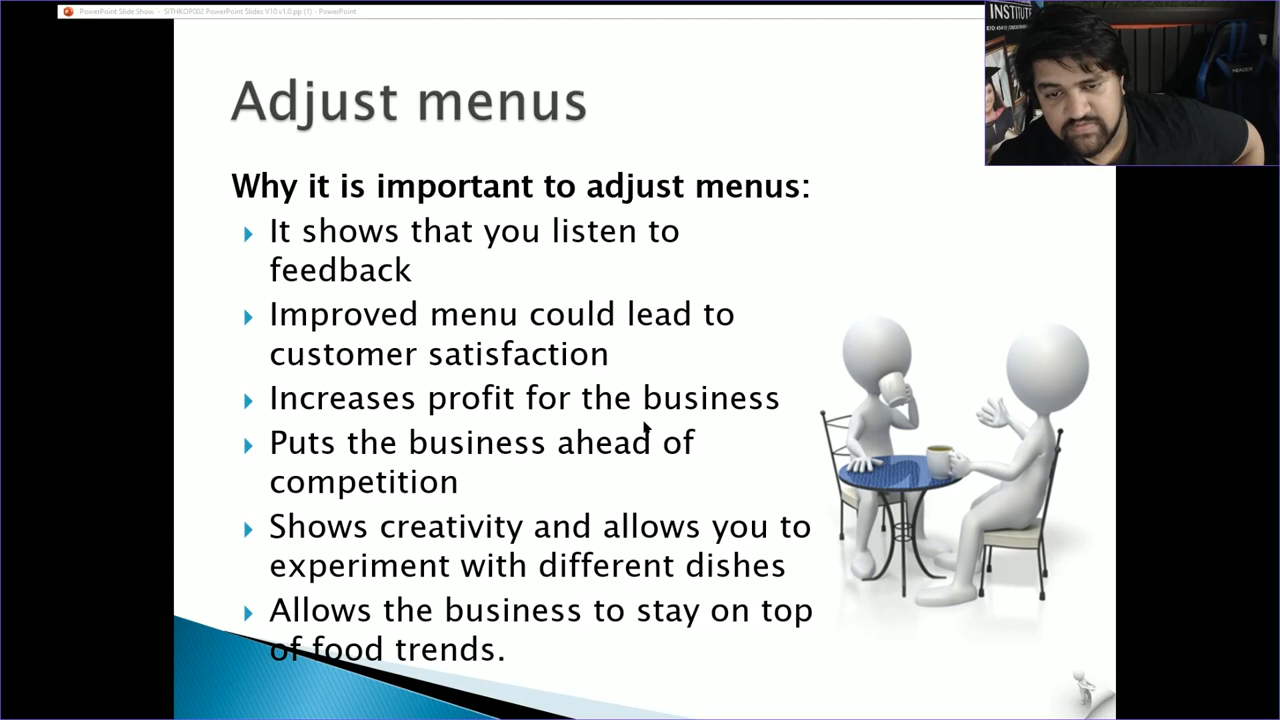 PowerPoint Slide Show - SITHKOP002 PowerPoint Slides V10.v1.0.pp (1) - PowerPoint
INSTITUTE
Adjust menus
Why it is important to adjust menus:
It shows that you listen to
feedback
Improved menu could lead to
customer satisfaction
Increases profit for the business
Puts the business ahead of
competition
Shows creativity and allows you to
experiment with different dishes
Allows the business to stay on top
of food trends.